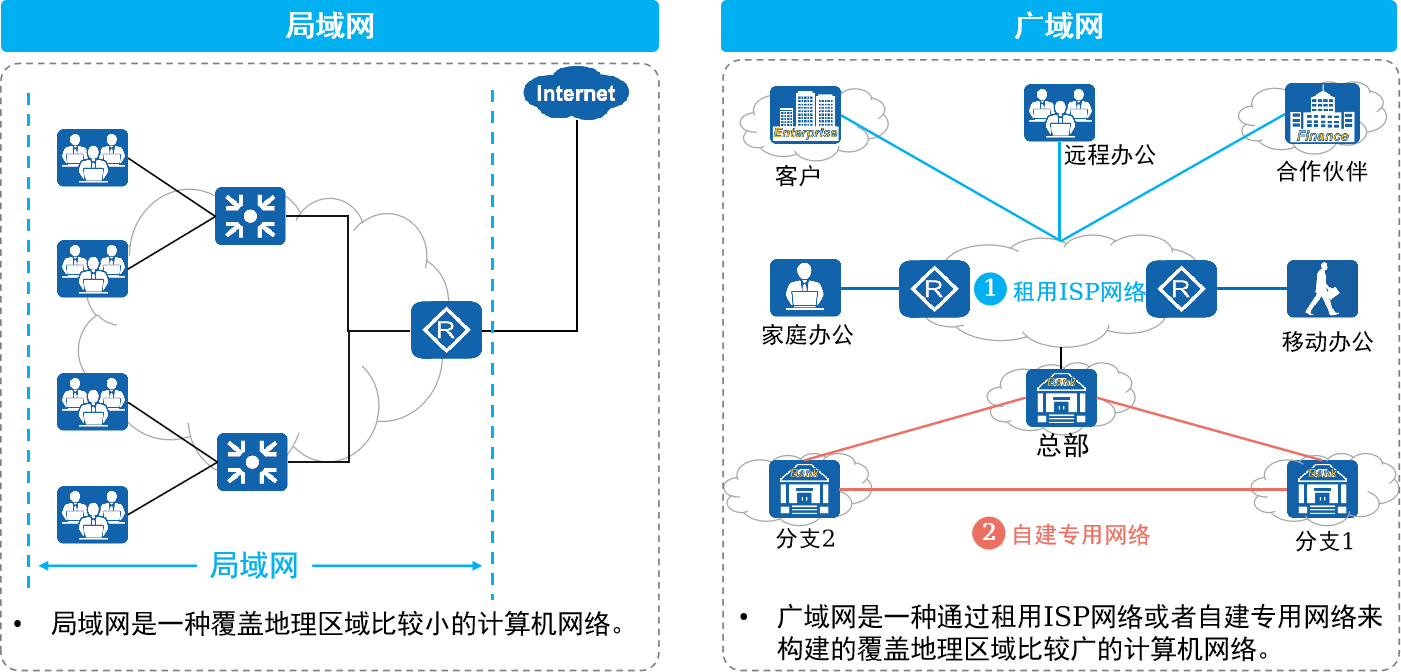 局域网
Internet
R
局域网
• 局域网是一种覆盖地理区域比较小的计算机网络。
广域网
Enterprise
Finance
客户
远程办公
合作伙伴
R
1 租用ISP网络
R
家庭办公
移动办公
Bank
总部
Bank
Bank
分支2
2 自建专用网络
分支1
• 广域网是一种通过租用ISP网络或者自建专用网络来
构建的覆盖地理区域比较广的计算机网络。